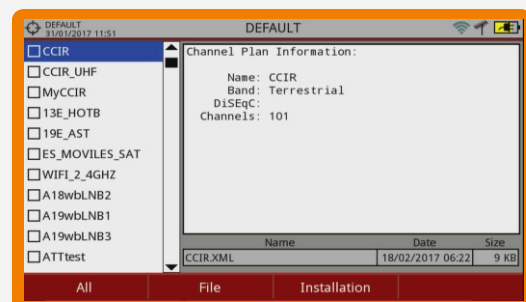 DEFAULT
31/01/2017 11:51
DEFAULT
CCIR
CCIR_UHF
MyCCIR
13E_HOTB
19E_AST
ES_MOVILES_SAT
WIFI_2_4GHZ
A18wbLNB2
A19wbLNB1
A19wbLNB3
ATTtest
Channel Plan Information:
Name: CCIR
Band: Terrestrial
DiSEqC:
Channels: 101
Name Date Size
CCIR.XML 18/02/2017 06:22 9 KB
All File Installation